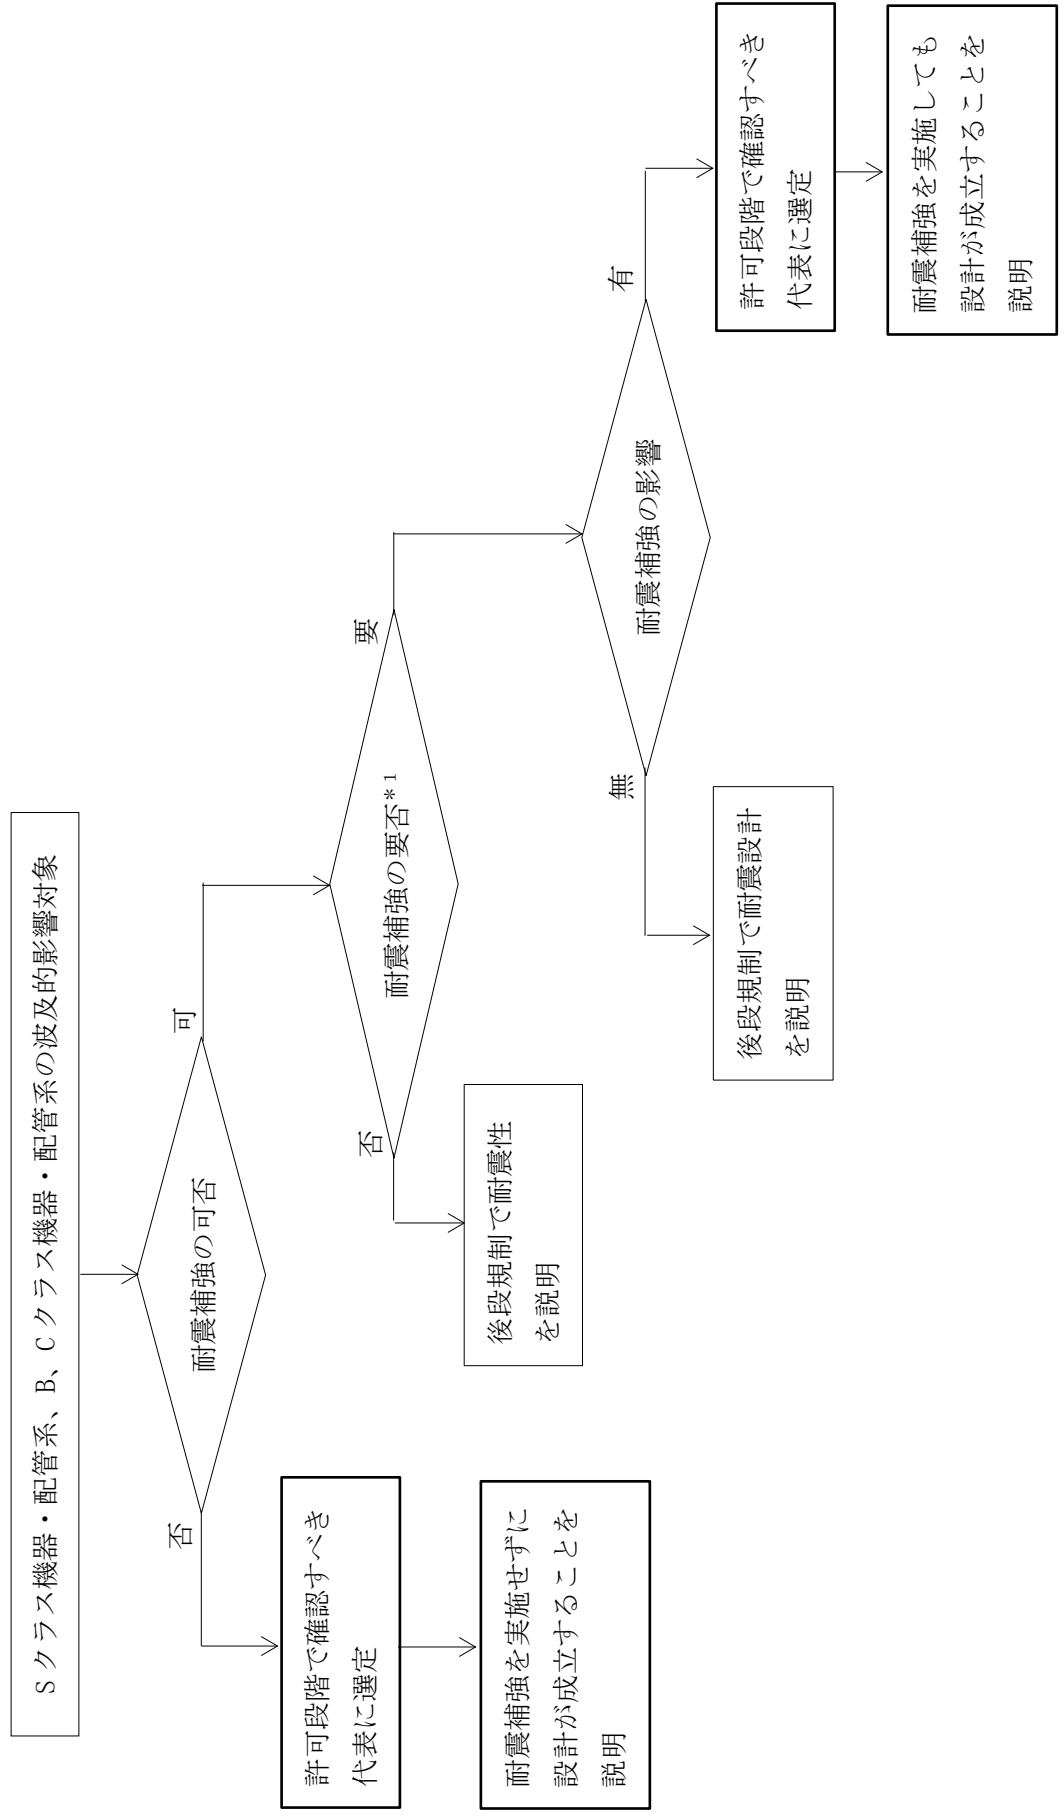 Sクラス機器・配管系、B、Cクラス機器・配管系の波及的影響対象
耐震補強の可否
否
可
許可段階で確認すべき
代表に選定
耐震補強を実施せずに
設計が成立することを
説明
耐震補強の要否*1
否
要
後段規制で耐震性
を説明
耐震補強の影響
無
有
後段規制で耐震設計
を説明
許可段階で確認すべき
代表に選定
耐震補強を実施しても
設計が成立することを
説明